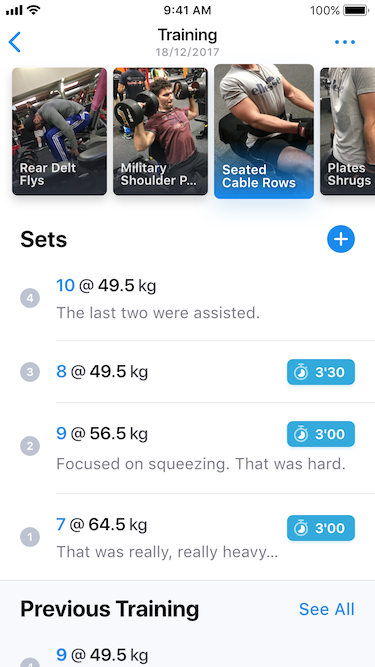 9:41 AM
100%
Training
18/12/2017
Rear Delt
Flys
Military
Shoulder P...
Seated
Cable Rows
Plates
Shrugs
Sets
4
10 @ 49.5 kg
The last two were assisted.
3
8 @ 49.5 kg
3'30
2
9 @ 56.5 kg
3'00
Focused on squeezing. That was hard.
1
7 @ 64.5 kg
3'00
That was really, really heavy...
Previous Training
See All
9 @ 49.5 kg
4